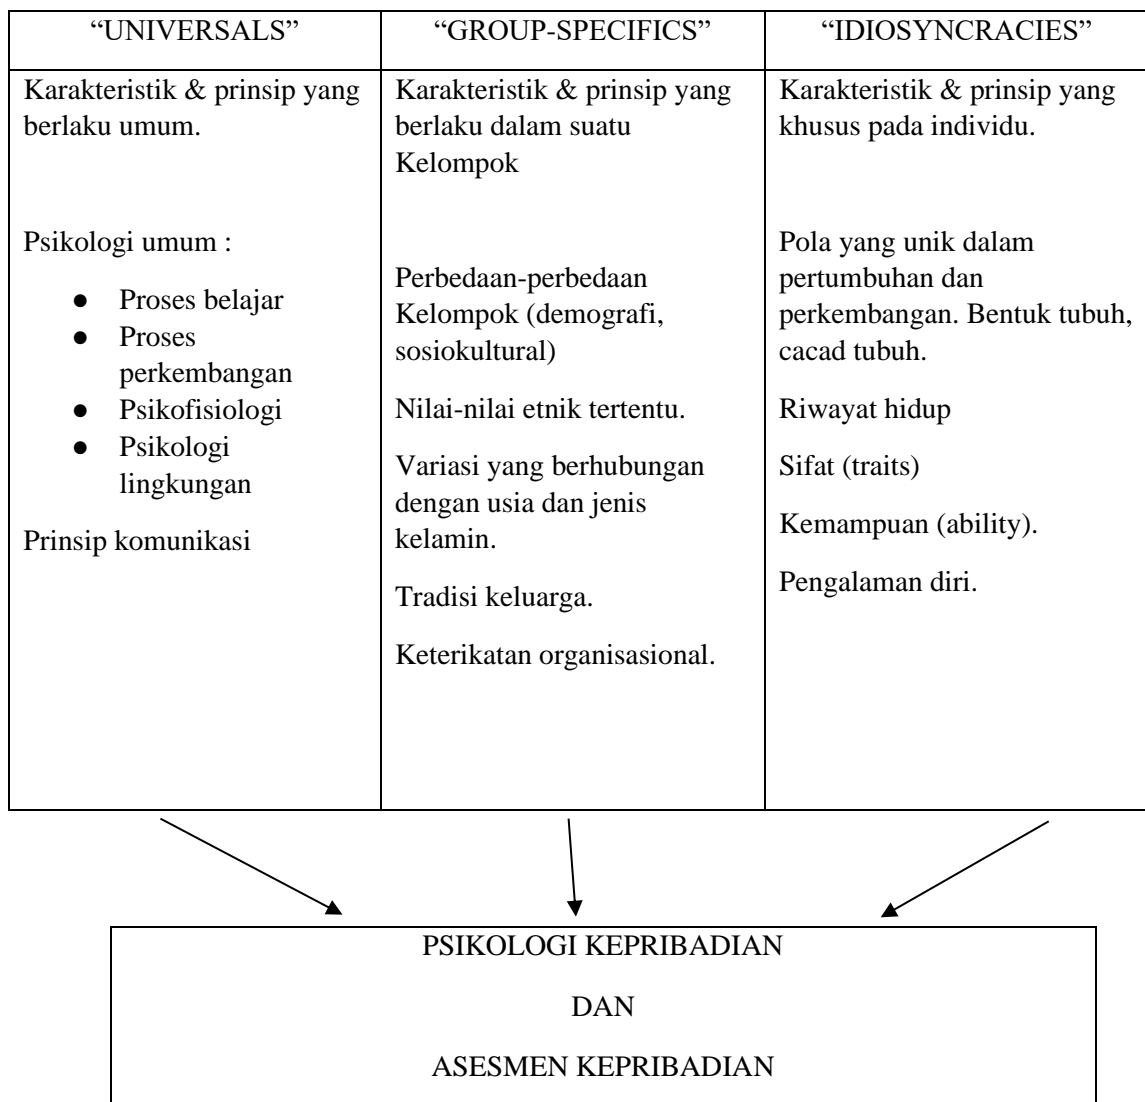 “UNIVERSALS”
“GROUP-SPECIFICS”
“IDIOSYNCRACIES”
Karakteristik & prinsip yang
berlaku umum.
Psikologi umum :
● Proses belajar
● Proses
perkembangan
● Psikofisiologi
● Psikologi
lingkungan
Prinsip komunikasi
Karakteristik & prinsip yang
berlaku dalam suatu
Kelompok
Perbedaan-perbedaan
Kelompok (demografi,
sosiokultural)
Nilai-nilai etnik tertentu.
Variasi yang berhubungan
dengan usia dan jenis
kelamin.
Tradisi keluarga.
Keterikatan organisasional.
Karakteristik & prinsip yang
khusus pada individu.
Pola yang unik dalam
pertumbuhan dan
perkembangan. Bentuk tubuh,
cacad tubuh.
Riwayat hidup
Sifat (traits)
Kemampuan (ability).
Pengalaman diri.
PSIKOLOGI KEPRIBADIAN
DAN
ASESMEN KEPRIBADIAN